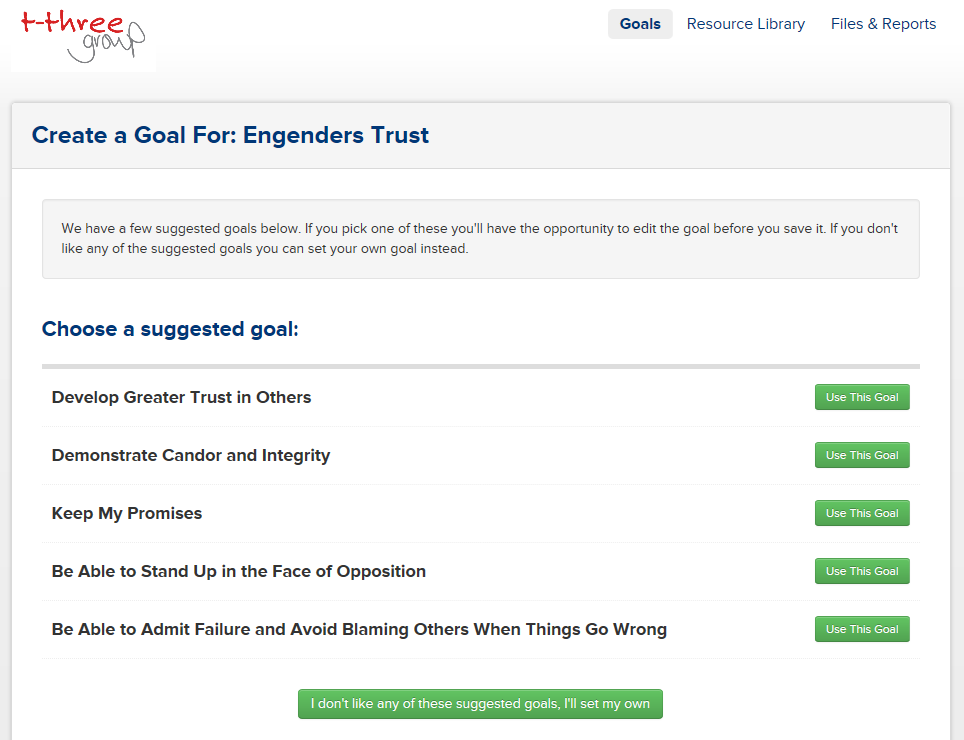 t-three
group
Goals Resource Library Files & Reports
Create a Goal For: Engenders Trust
We have a few suggested goals below. If you pick one of these you'll have the opportunity to edit the goal before you save it. If you don't
like any of the suggested goals you can set your own goal instead.
Choose a suggested goal:
Develop Greater Trust in Others Use This Goal
Demonstrate Candor and Integrity Use This Goal
Keep My Promises Use This Goal
Be Able to Stand Up in the Face of Opposition Use This Goal
Be Able to Admit Failure and Avoid Blaming Others When Things Go Wrong Use This Goal
I don't like any of these suggested goals, I'll set my own